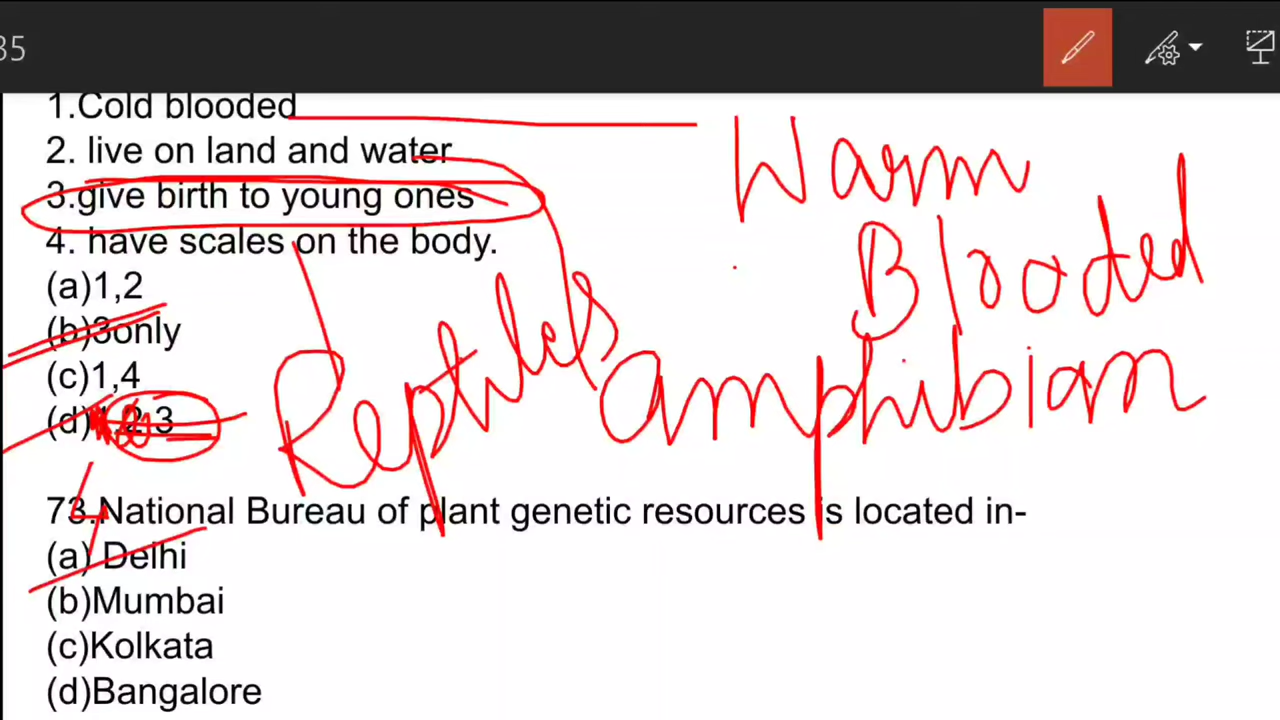 35
1.Cold blooded
2. live on land and water
3.give birth to young ones
4. have scales on the body.
(a)1,2
(b)3only
(c)1,4
(d) 2 3
Warm
Blooded
Reptiles
amphibian
73.National Bureau of plant genetic resources is located in-
(a) Delhi
(b)Mumbai
(c)Kolkata
(d)Bangalore